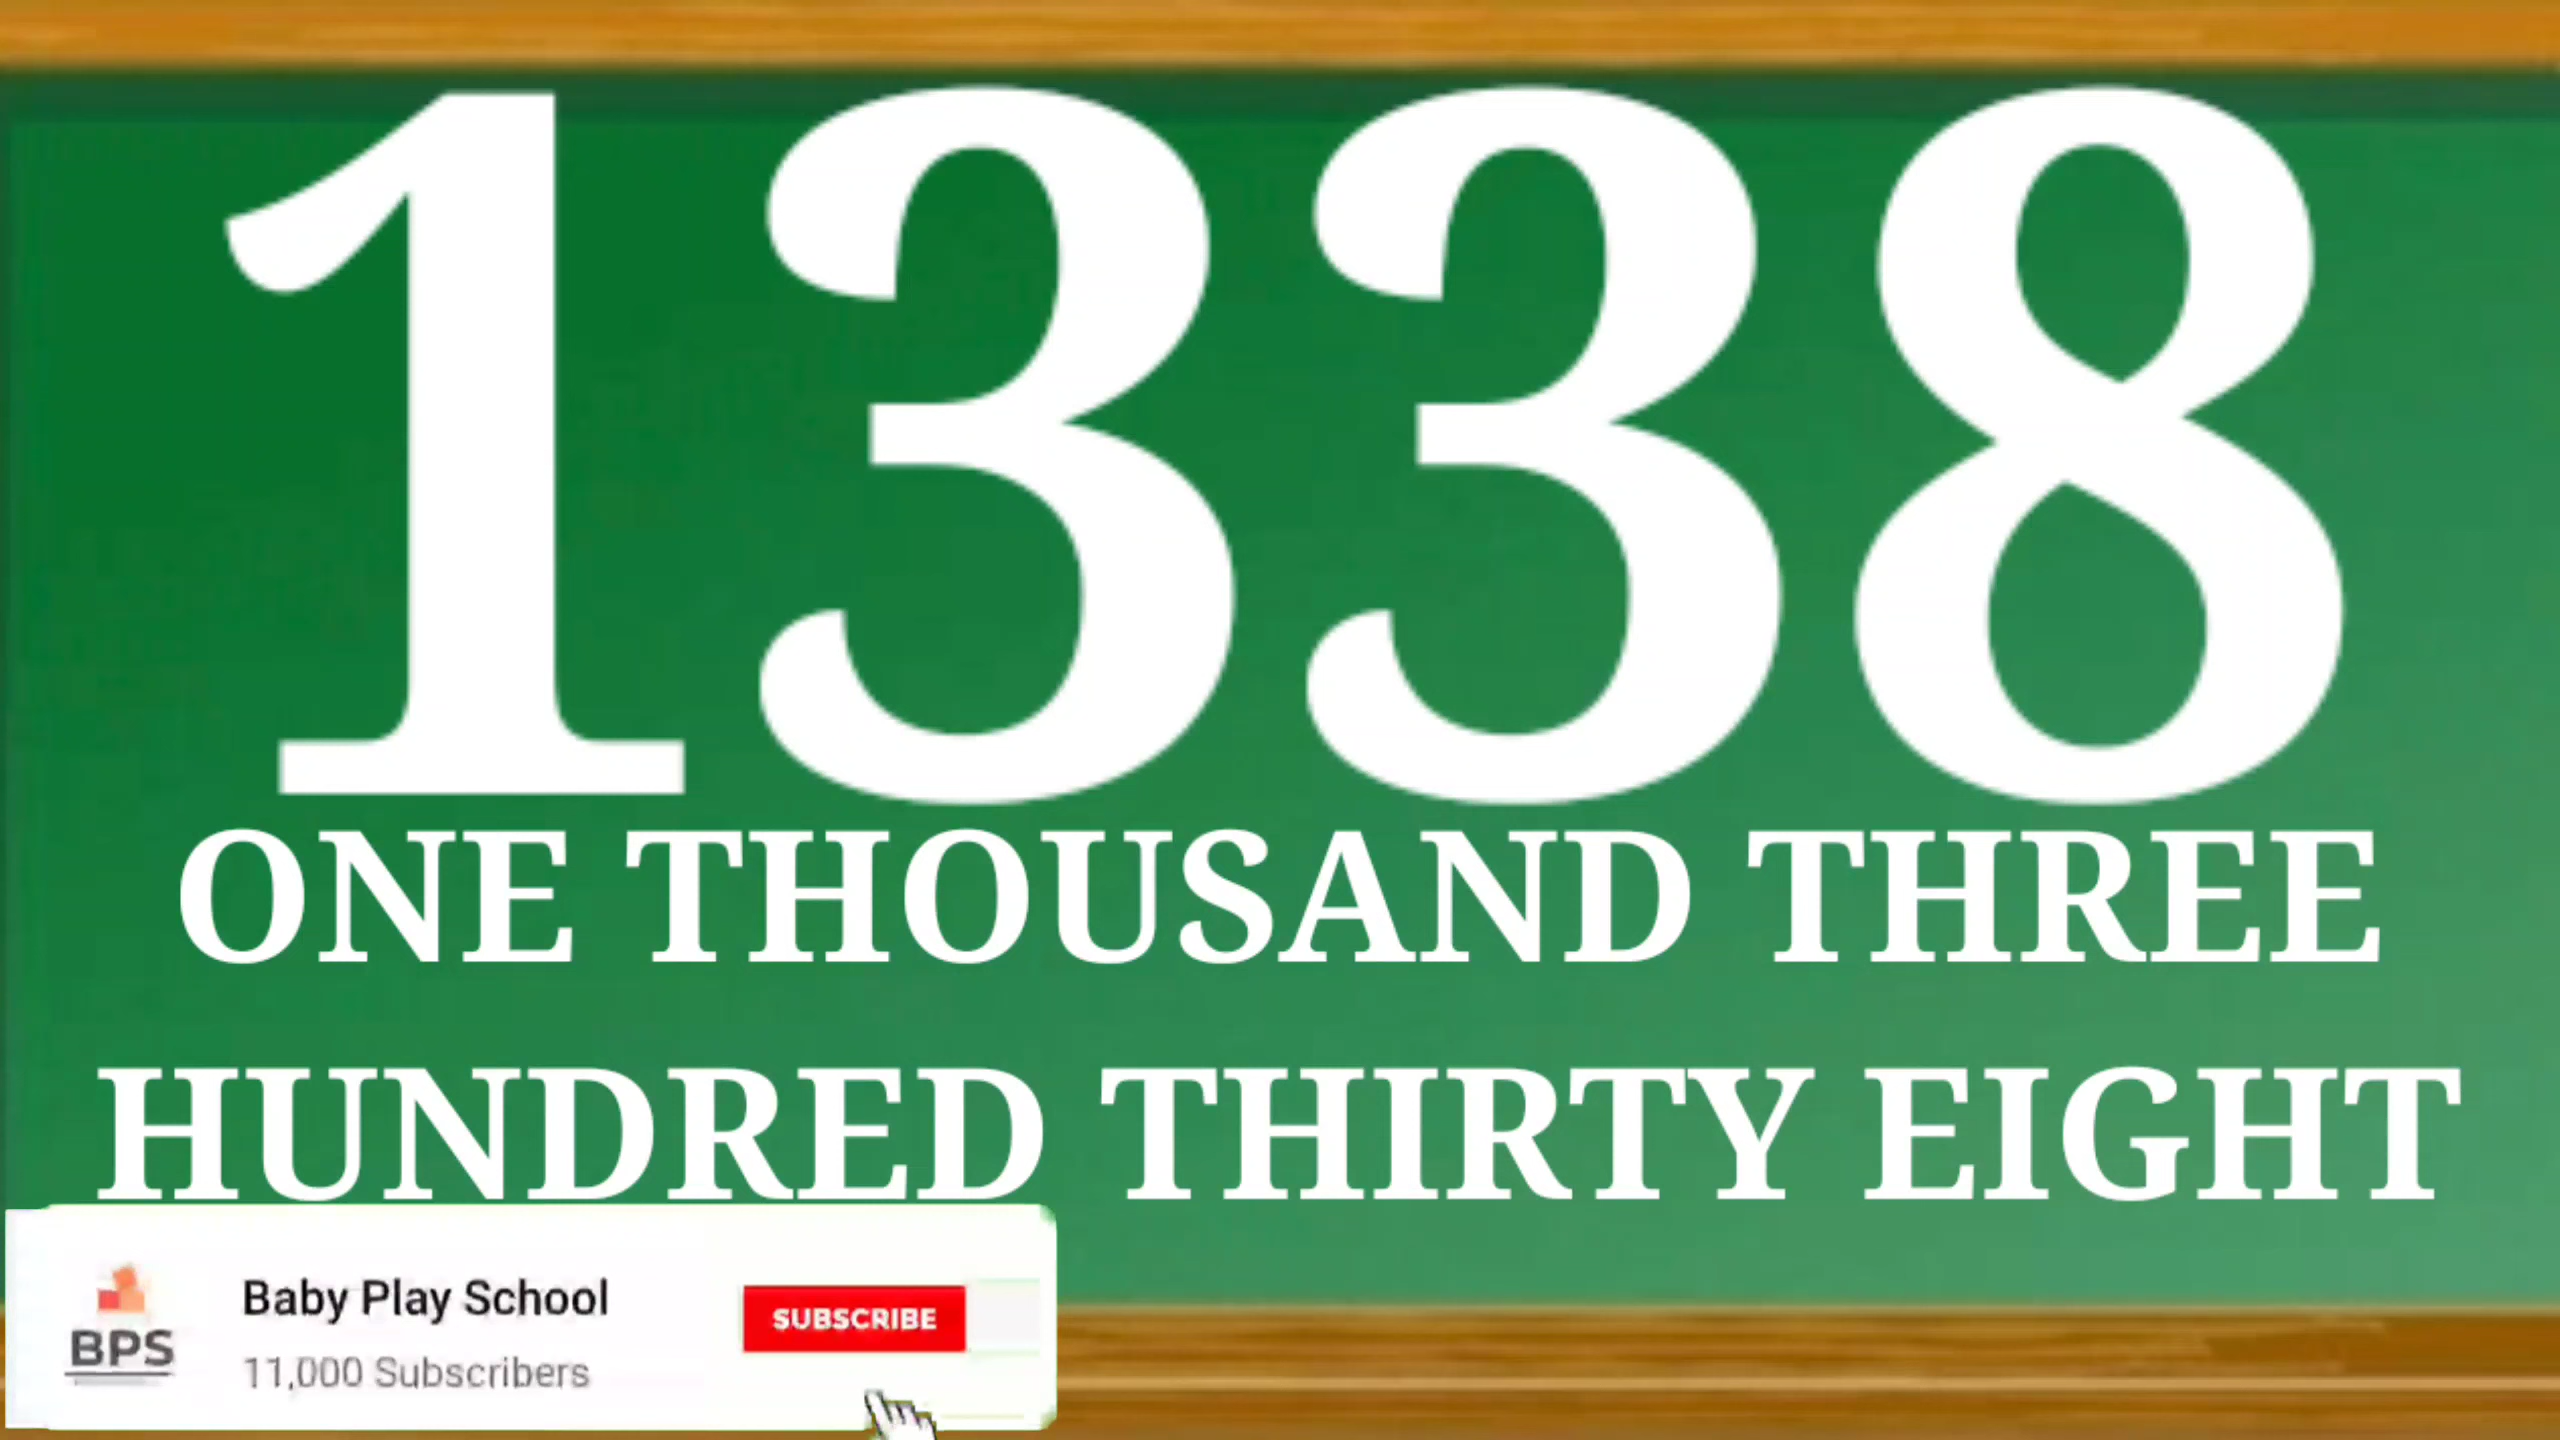 1338
ONE THOUSAND THREE
HUNDRED THIRTY EIGHT
BPS
Baby Play School
11,000 Subscribers
SUBSCRIBE